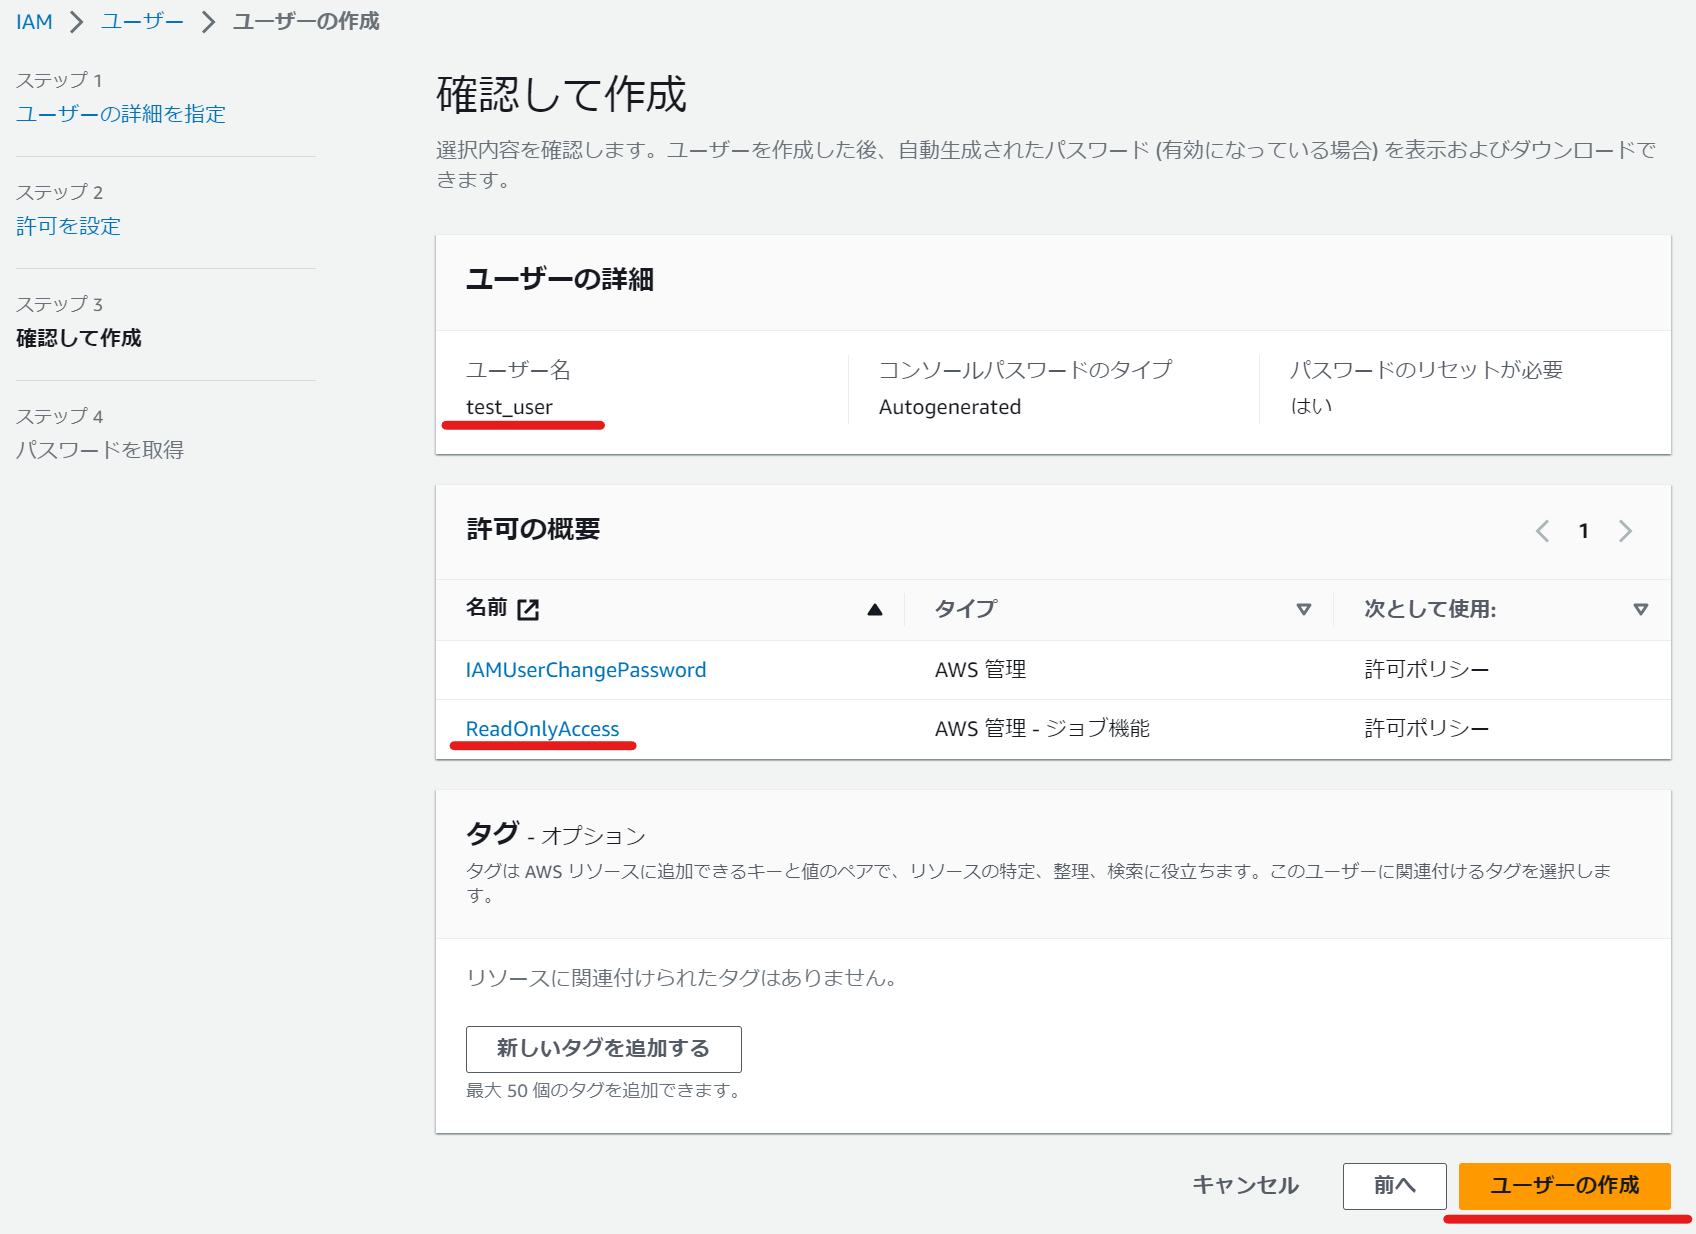 IAM > ユーザー > ユーザーの作成
ステップ 1
ユーザーの詳細を指定
ステップ 2
許可を設定
ステップ 3
確認して作成
ステップ 4
パスワードを取得
確認して作成
選択内容を確認します。ユーザーを作成した後、自動生成されたパスワード (有効になっている場合) を表示およびダウンロードで
きます。
ユーザーの詳細
ユーザー名
test_user
コンソールパスワードのタイプ
Autogenerated
パスワードのリセットが必要
はい
許可の概要
1
名前 タイプ 次として使用:
IAMUserChangePassword AWS 管理 許可ポリシー
ReadOnlyAccess AWS 管理 - ジョブ機能 許可ポリシー
タグ - オプション
タグは AWS リソースに追加できるキーと値のペアで、リソースの特定、整理、検索に役立ちます。このユーザーに関連付けるタグを選択しま
す。
リソースに関連付けられたタグはありません。
新しいタグを追加する
最大 50 個のタグを追加できます。
キャンセル 前へ ユーザーの作成